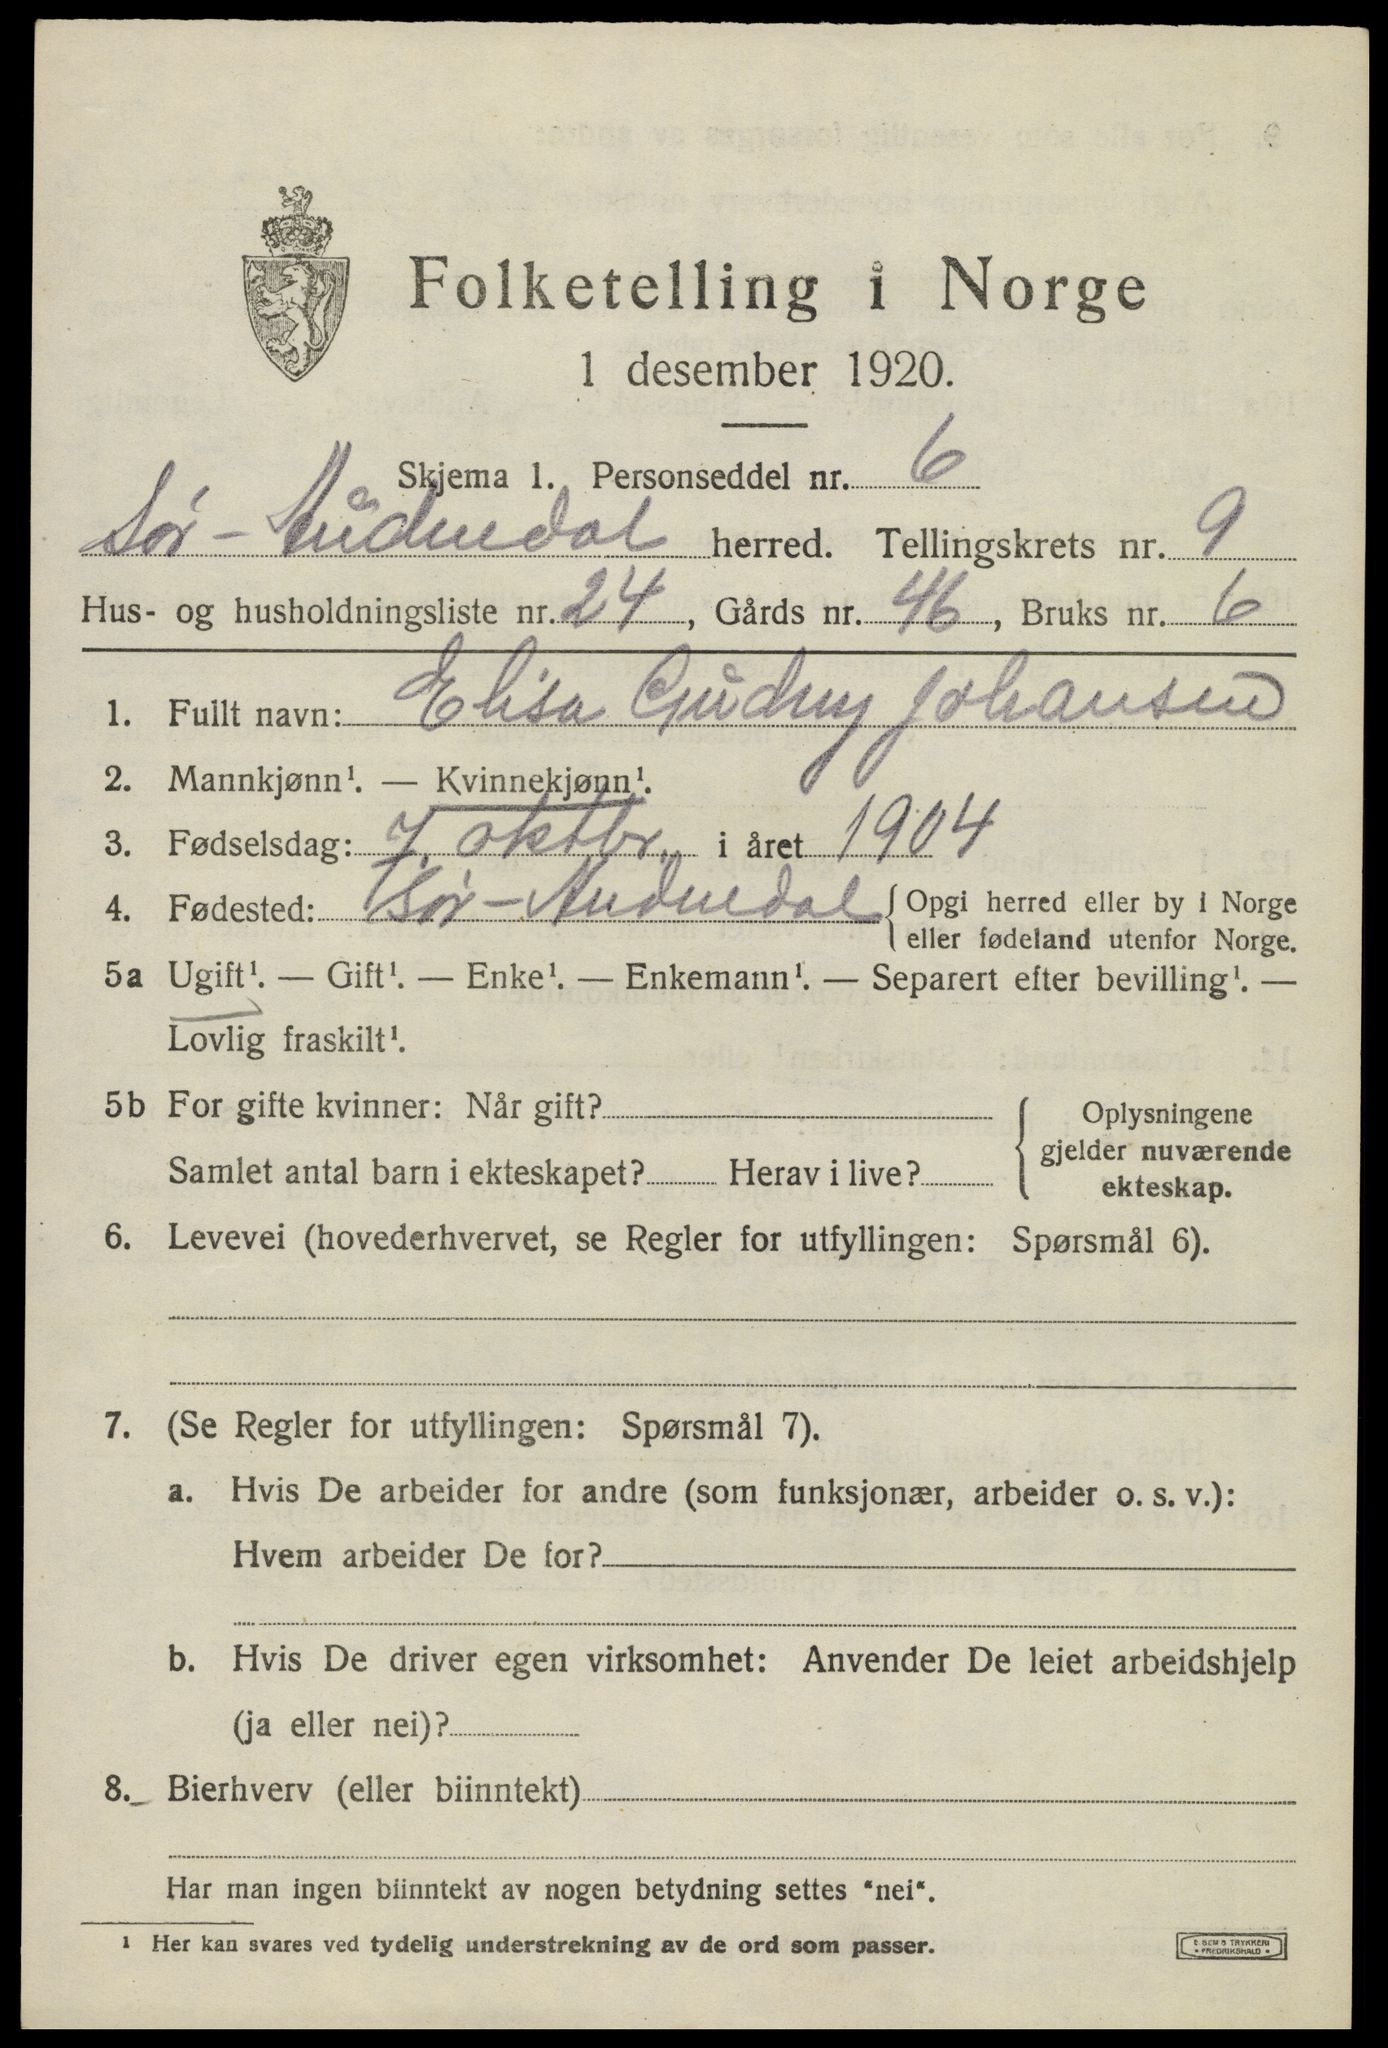 Folketelling i Norge
1 desember 1920.
Skjema 1. Personseddel nr. 6
Sør-Audnedal herred. Tellingskrets nr. 9
Hus- og husholdningsliste nr. 24, Gårds nr. 46, Bruks nr. 6
1. Fullt navn: Elisa Gudny Johansen
2. Mannkjønn¹. — Kvinnekjønn¹.
3. Fødselsdag: 7. oktbr. i året 1904
4. Fødested: Sør-Audnedal {Opgi herred eller by i Norge
eller fødeland utenfor Norge.
5a Ugift¹. — Gift¹. — Enke¹. — Enkemann¹. — Separert efter bevilling¹. —
Lovlig fraskilt¹.
5b For gifte kvinner: Når gift?
Samlet antal barn i ekteskapet? Herav i live?
{Oplysningene
gjelder nuværende
ekteskap.
6. Levevei (hovederhvervet, se Regler for utfyllingen: Spørsmål 6).
7. (Se Regler for utfyllingen: Spørsmål 7).
a. Hvis De arbeider for andre (som funksjonær, arbeider o. s. v.):
Hvem arbeider De for?
b. Hvis De driver egen virksomhet: Anvender De leiet arbeidshjelp
(ja eller nei)?
8. Bierhverv (eller biinntekt)
Har man ingen biinntekt av nogen betydning settes "nei".
¹ Her kan svares ved tydelig understrekning av de ord som passer.
E. SEM'S TRYKKERI
• FREDRIKSHALD •